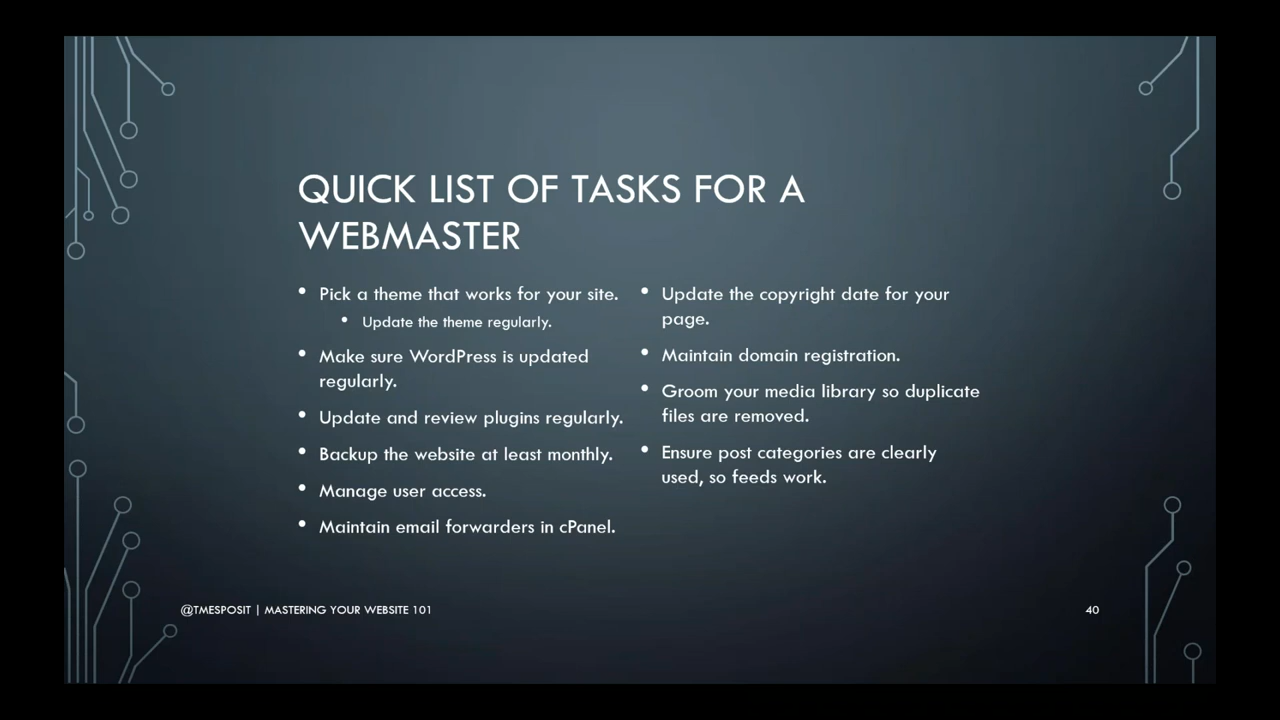 QUICK LIST OF TASKS FOR A
WEBMASTER
• Pick a theme that works for your site.
• Update the theme regularly.
• Make sure WordPress is updated
regularly.
• Update and review plugins regularly.
• Backup the website at least monthly.
• Manage user access.
• Maintain email forwarders in cPanel.
• Update the copyright date for your
page.
• Maintain domain registration.
• Groom your media library so duplicate
files are removed.
• Ensure post categories are clearly
used, so feeds work.
@TMESPOSIT | MASTERING YOUR WEBSITE 101
40